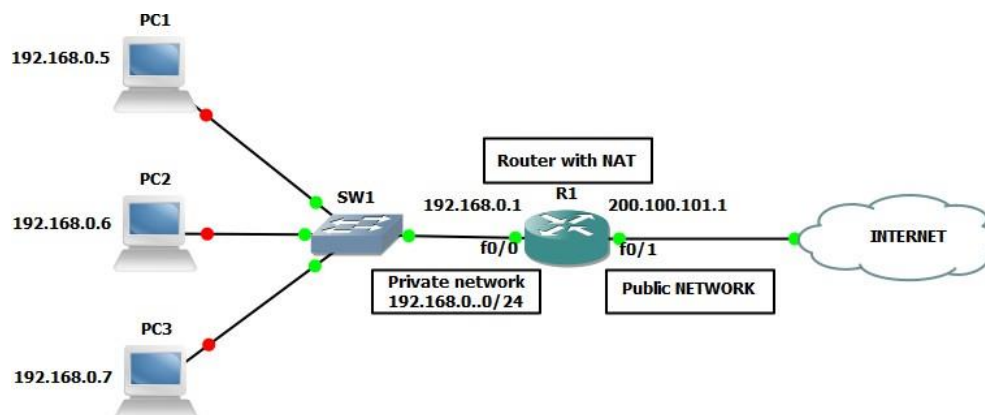 PC1
192.168.0.5
PC2
192.168.0.6
PC3
192.168.0.7
SW1
Router with NAT
R1
192.168.0.1
200.100.101.1
f0/0
f0/1
Private network
192.168.0..0/24
Public NETWORK
INTERNET